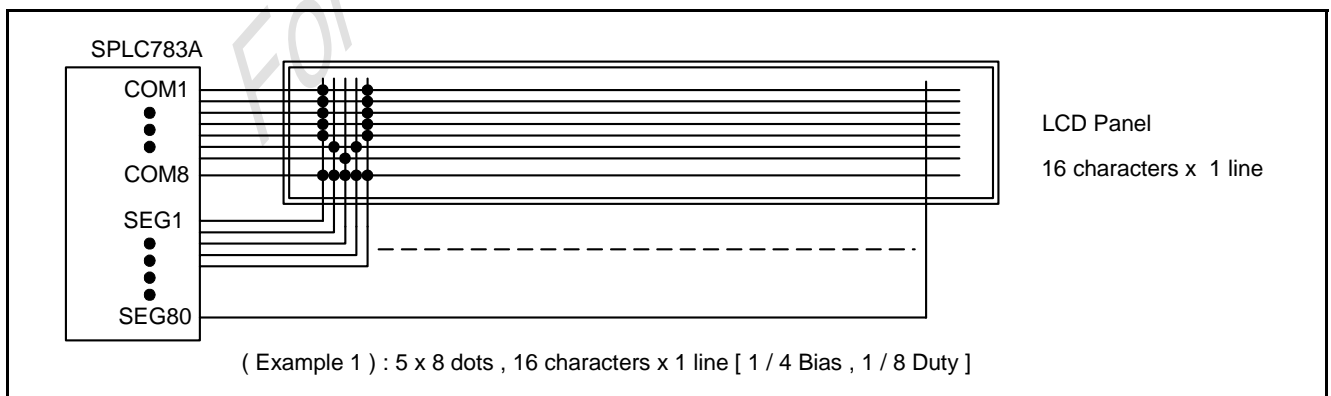 For
SPLC783A
COM1
COM8
SEG1
SEG80
LCD Panel
16 characters x 1 line
( Example 1 ) : 5 x 8 dots , 16 characters x 1 line [ 1 / 4 Bias , 1 / 8 Duty ]